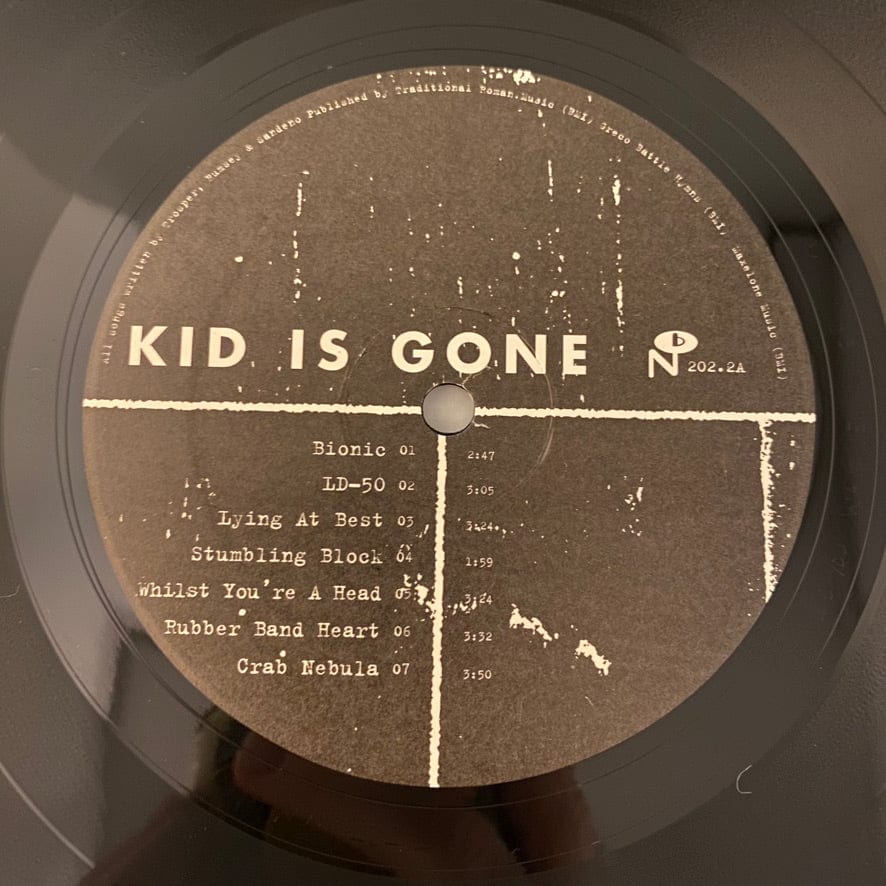 All songs written by Trouper, Rumsey & Sandeno Published by Traditional Roman Music (BMI) Greco Battle Hymns (BMI), Maxelone Music (BMI)
KID IS GONE N 202.2A
Bionic 01 2:47
LD-50 02 3:05
Lying At Best 03 3:24
Stumbling Block 04 1:59
Whilst You're A Head 05 3:24
Rubber Band Heart 06 3:32
Crab Nebula 07 3:50